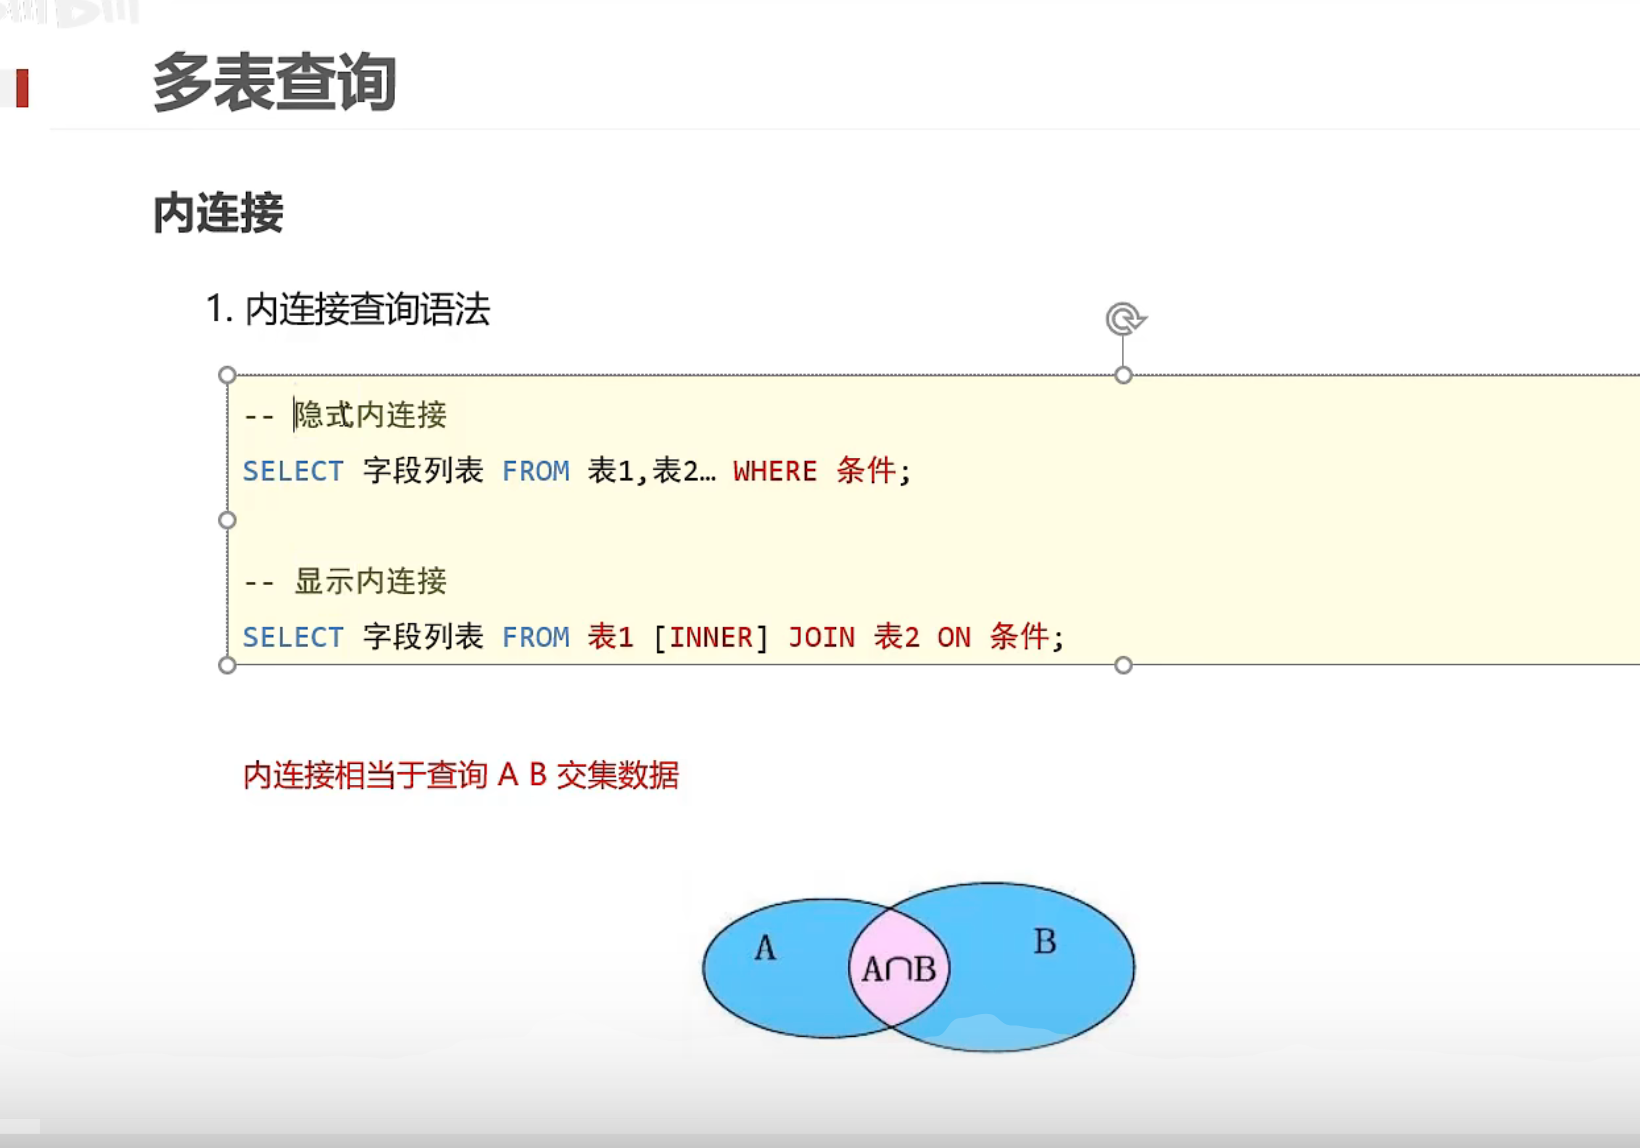 多表查询
内连接
1. 内连接查询语法
-- 隐式内连接
SELECT 字段列表 FROM 表1,表2… WHERE 条件;
-- 显示内连接
SELECT 字段列表 FROM 表1 [INNER] JOIN 表2 ON 条件;
内连接相当于查询 A B 交集数据
A
A∩B
B